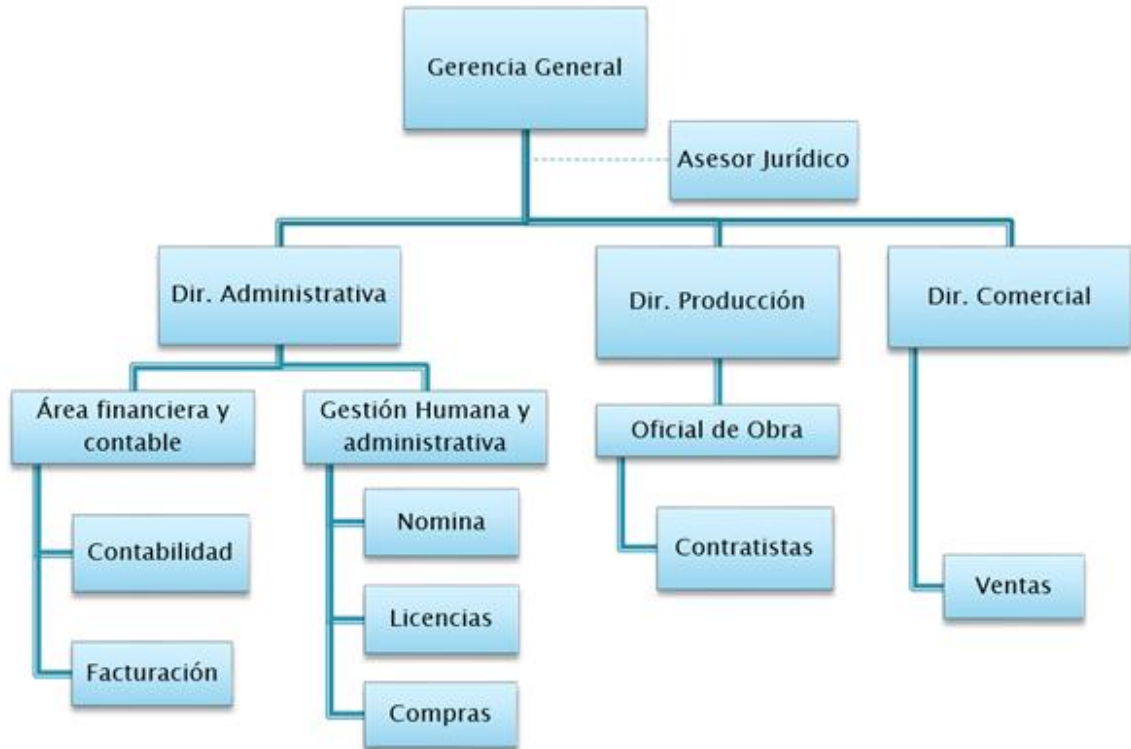 Gerencia General
Asesor Jurídico
Dir. Administrativa
Dir. Producción
Dir. Comercial
Área financiera y
contable
Gestión Humana y
administrativa
Oficial de Obra
Contabilidad
Facturación
Nomina
Licencias
Compras
Contratistas
Ventas